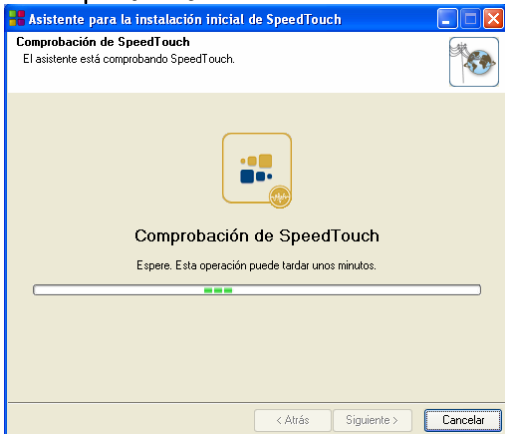 Asistente para la instalación inicial de SpeedTouch
Comprobación de SpeedTouch
El asistente está comprobando SpeedTouch.
Comprobación de SpeedTouch
Espere. Esta operación puede tardar unos minutos.
< Atrás
Siguiente >
Cancelar